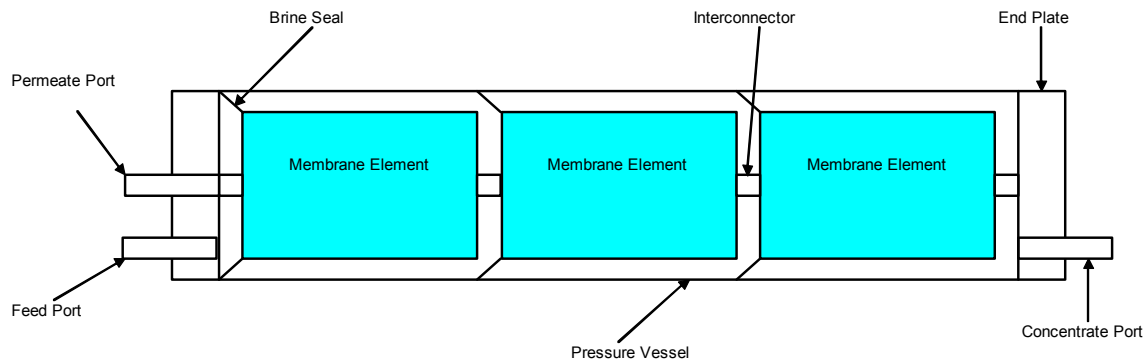 Brine Seal
Interconnector
End Plate
Permeate Port
Membrane Element
Membrane Element
Membrane Element
Feed Port
Pressure Vessel
Concentrate Port